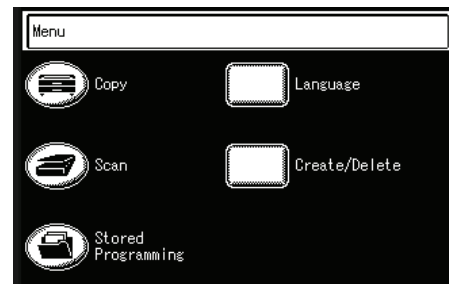 Menu
Copy
Language
Scan
Create/Delete
Stored
Programming